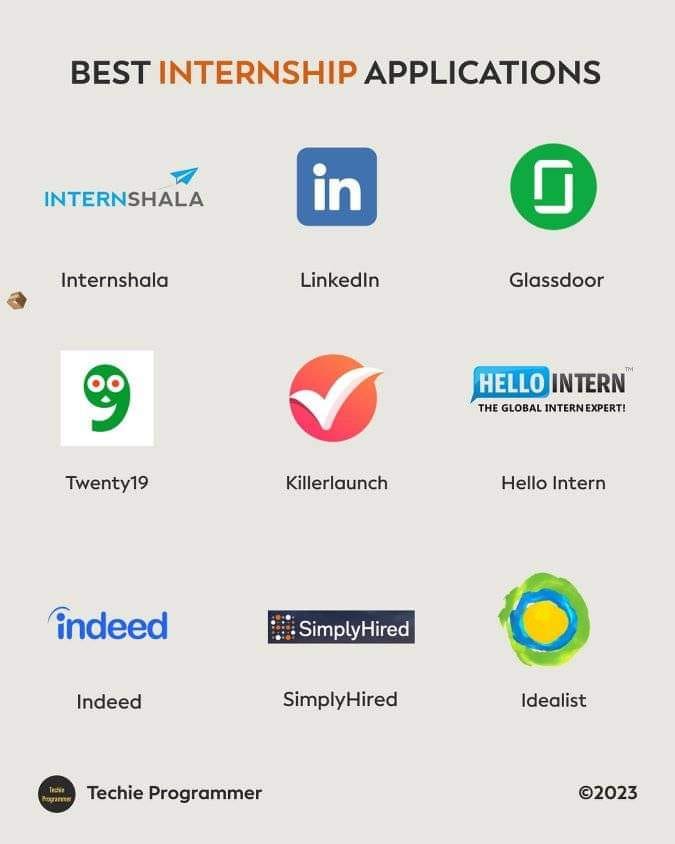 BEST INTERNSHIP APPLICATIONS
INTERNSHALA
in
Internshala
LinkedIn
Glassdoor
9
HELLO INTERN™
THE GLOBAL INTERN EXPERT!
Twenty19
Killerlaunch
Hello Intern
indeed
SimplyHired
Indeed
SimplyHired
Idealist
Techie
Programmer
Techie Programmer
©2023